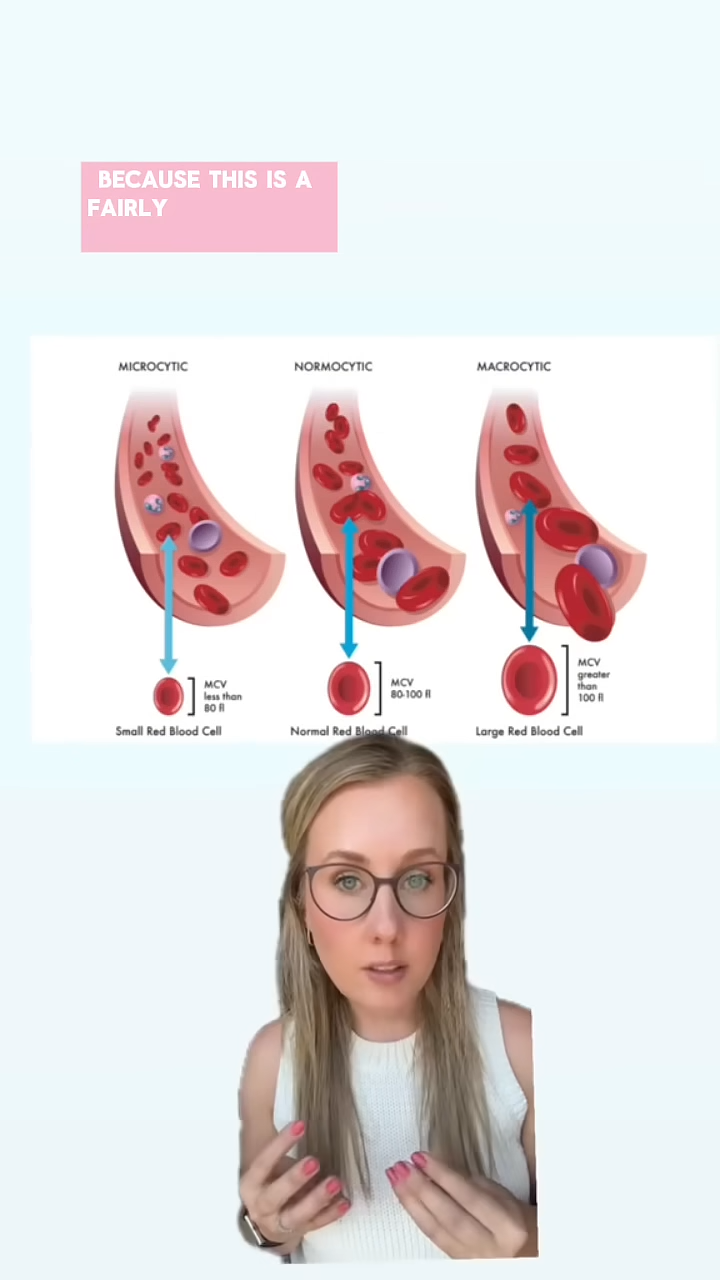 BECAUSE THIS IS A
FAIRLY
MICROCYTIC
NORMOCYTIC
MACROCYTIC
MCV
less than
80 fl
MCV
80-100 fl
MCV
greater
than
100 fl
Small Red Blood Cell
Normal Red Blood Cell
Large Red Blood Cell